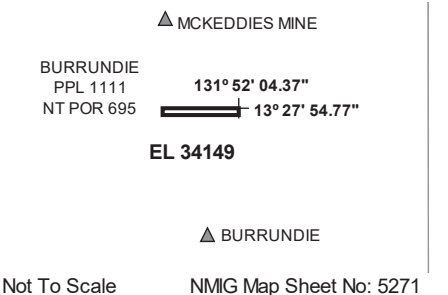 MCKEDDIES MINE
BURRUNDIE
PPL 1111
NT POR 695
131º 52' 04.37"
13º 27' 54.77"
EL 34149
BURRUNDIE
Not To Scale
NMIG Map Sheet No: 5271